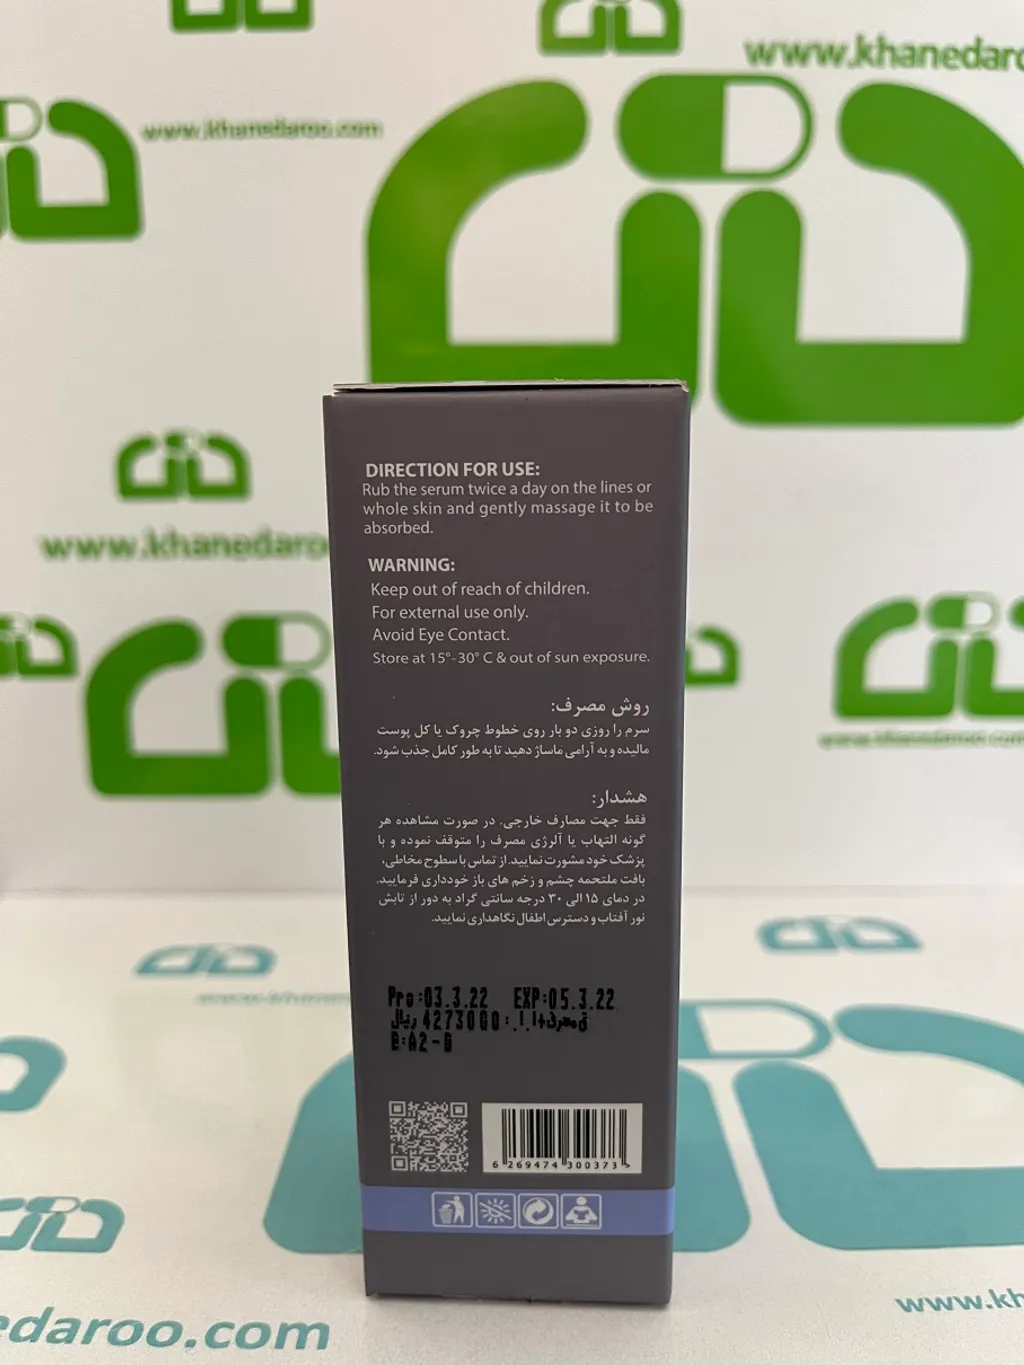 www.khanedaroo.com
www.khanedaro
www.khanedaroo
DIRECTION FOR USE:
Rub the serum twice a day on the lines or
whole skin and gently massage it to be
absorbed.
WARNING:
Keep out of reach of children.
For external use only.
Avoid Eye Contact.
Store at 15°-30° C & out of sun exposure.
روش مصرف:
سرم را روزی دو بار روی خطوط چروک یا کل پوست
مالیده و به آرامی ماساژ دهید تا به طور کامل جذب شود.
هشدار:
فقط جهت مصارف خارجی. در صورت مشاهده هر
گونه التهاب یا آلرژی مصرف را متوقف نموده و با
پزشک خود مشورت نمایید. از تماس با سطوح مخاطی،
بافت ملتحمه چشم و زخم های باز خودداری فرمایید.
در دمای ۱۵ الی ۳۰ درجه سانتی گراد به دور از تابش
نور آفتاب و دسترس اطفال نگاهداری نمایید.
Pro:03.3.22 EXP:05.3.22
4273000 ریال
B:A2-D
6 269474 300373 >
www.khanedaroo.com
edaroo.com
www.kh